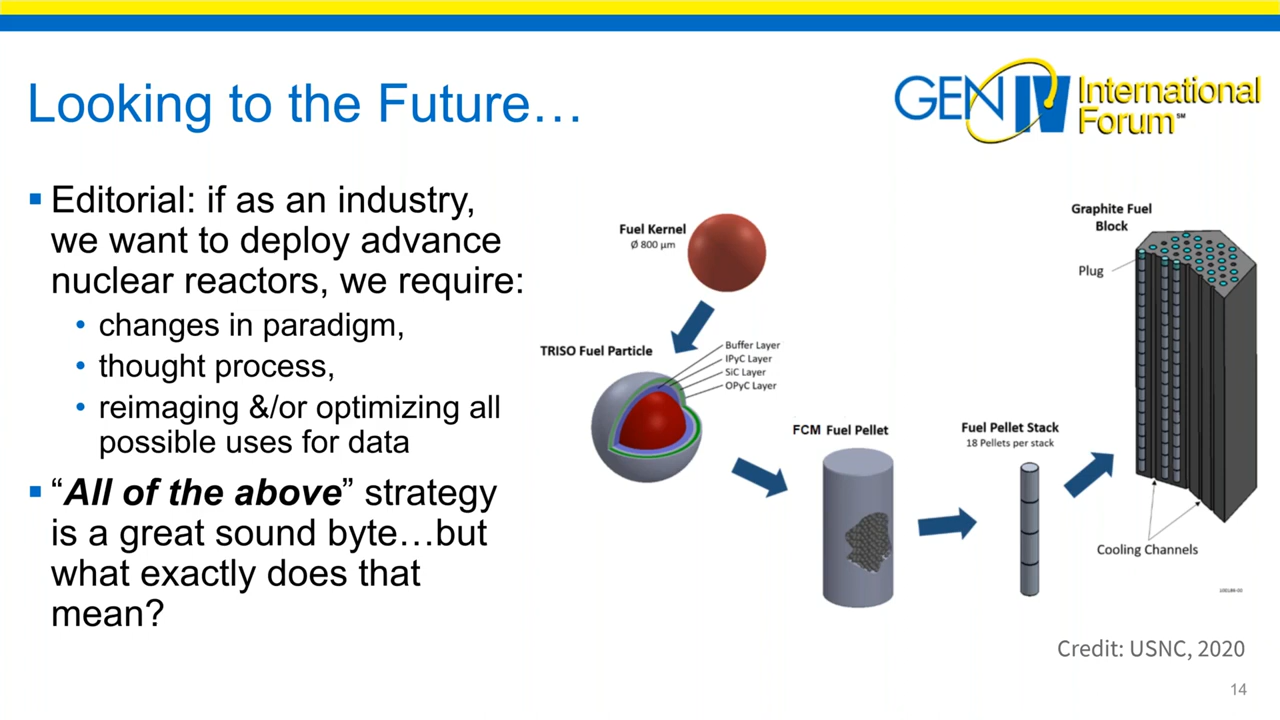 Looking to the Future…
GEN IV International
Forum℠
▪ Editorial: if as an industry,
we want to deploy advance
nuclear reactors, we require:
• changes in paradigm,
• thought process,
• reimaging &/or optimizing all
possible uses for data
▪ “All of the above” strategy
is a great sound byte…but
what exactly does that
mean?
Fuel Kernel
Ø 800 µm
TRISO Fuel Particle
Buffer Layer
IPyC Layer
SiC Layer
OPyC Layer
FCM Fuel Pellet
Fuel Pellet Stack
18 Pellets per stack
Graphite Fuel
Block
Plug
Cooling Channels
Credit: USNC, 2020
14